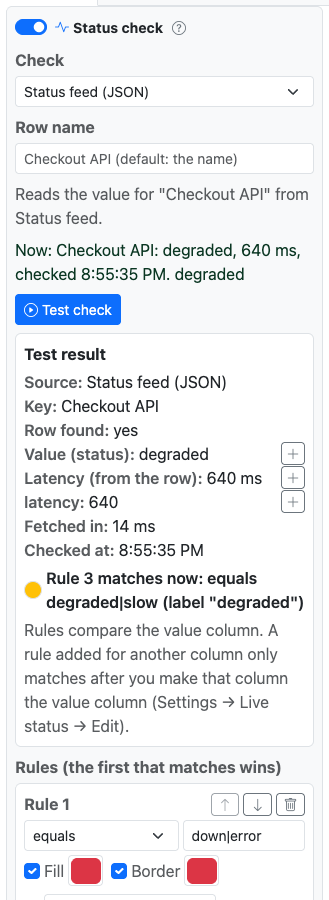 Status check ?
Check
Status feed (JSON)
Row name
Checkout API (default: the name)
Reads the value for "Checkout API" from
Status feed.
Now: Checkout API: degraded, 640 ms,
checked 8:55:35 PM. degraded
Test check
Test result
Source: Status feed (JSON)
Key: Checkout API
Row found: yes
Value (status): degraded
Latency (from the row): 640 ms
latency: 640
Fetched in: 14 ms
Checked at: 8:55:35 PM
Rule 3 matches now: equals
degraded|slow (label "degraded")
Rules compare the value column. A
rule added for another column only
matches after you make that column
the value column (Settings → Live
status → Edit).
Rules (the first that matches wins)
Rule 1
equals down|error
Fill Border